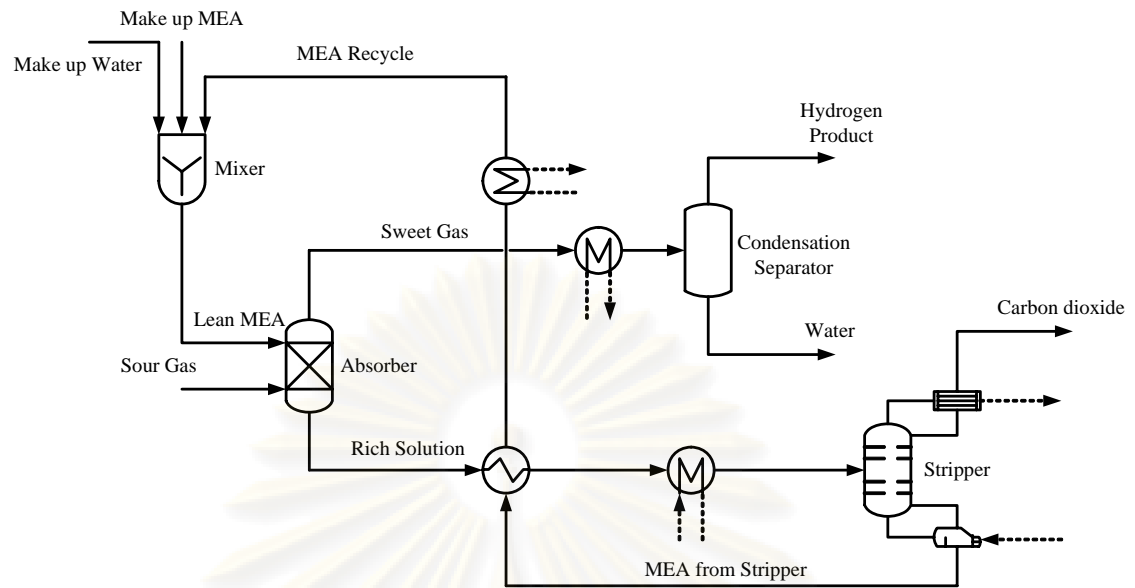 Make up MEA
Make up Water
MEA Recycle
Mixer
Hydrogen
Product
Sweet Gas
Condensation
Separator
Lean MEA
Sour Gas
Absorber
Water
Carbon dioxide
Rich Solution
Stripper
MEA from Stripper